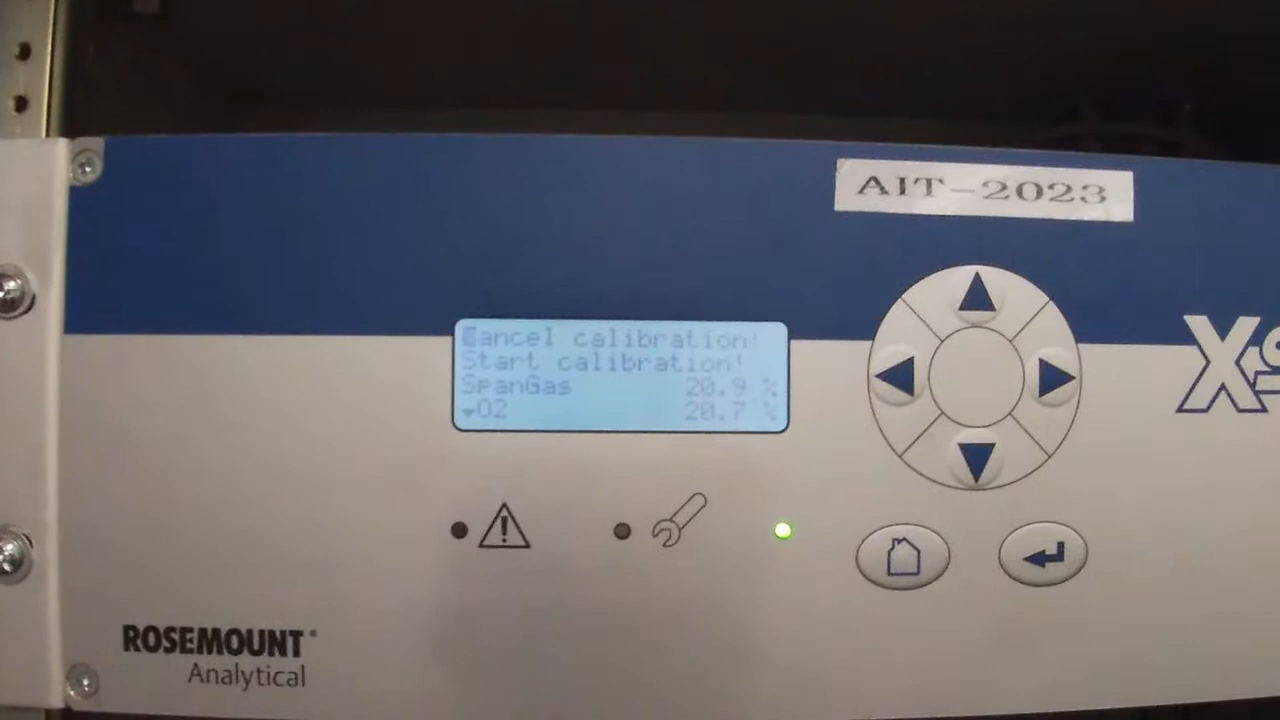 AIT-2023
Cancel calibration!
Start calibration!
SpanGas 20.9 %
O2 20.7 %
ROSEMOUNT®
Analytical